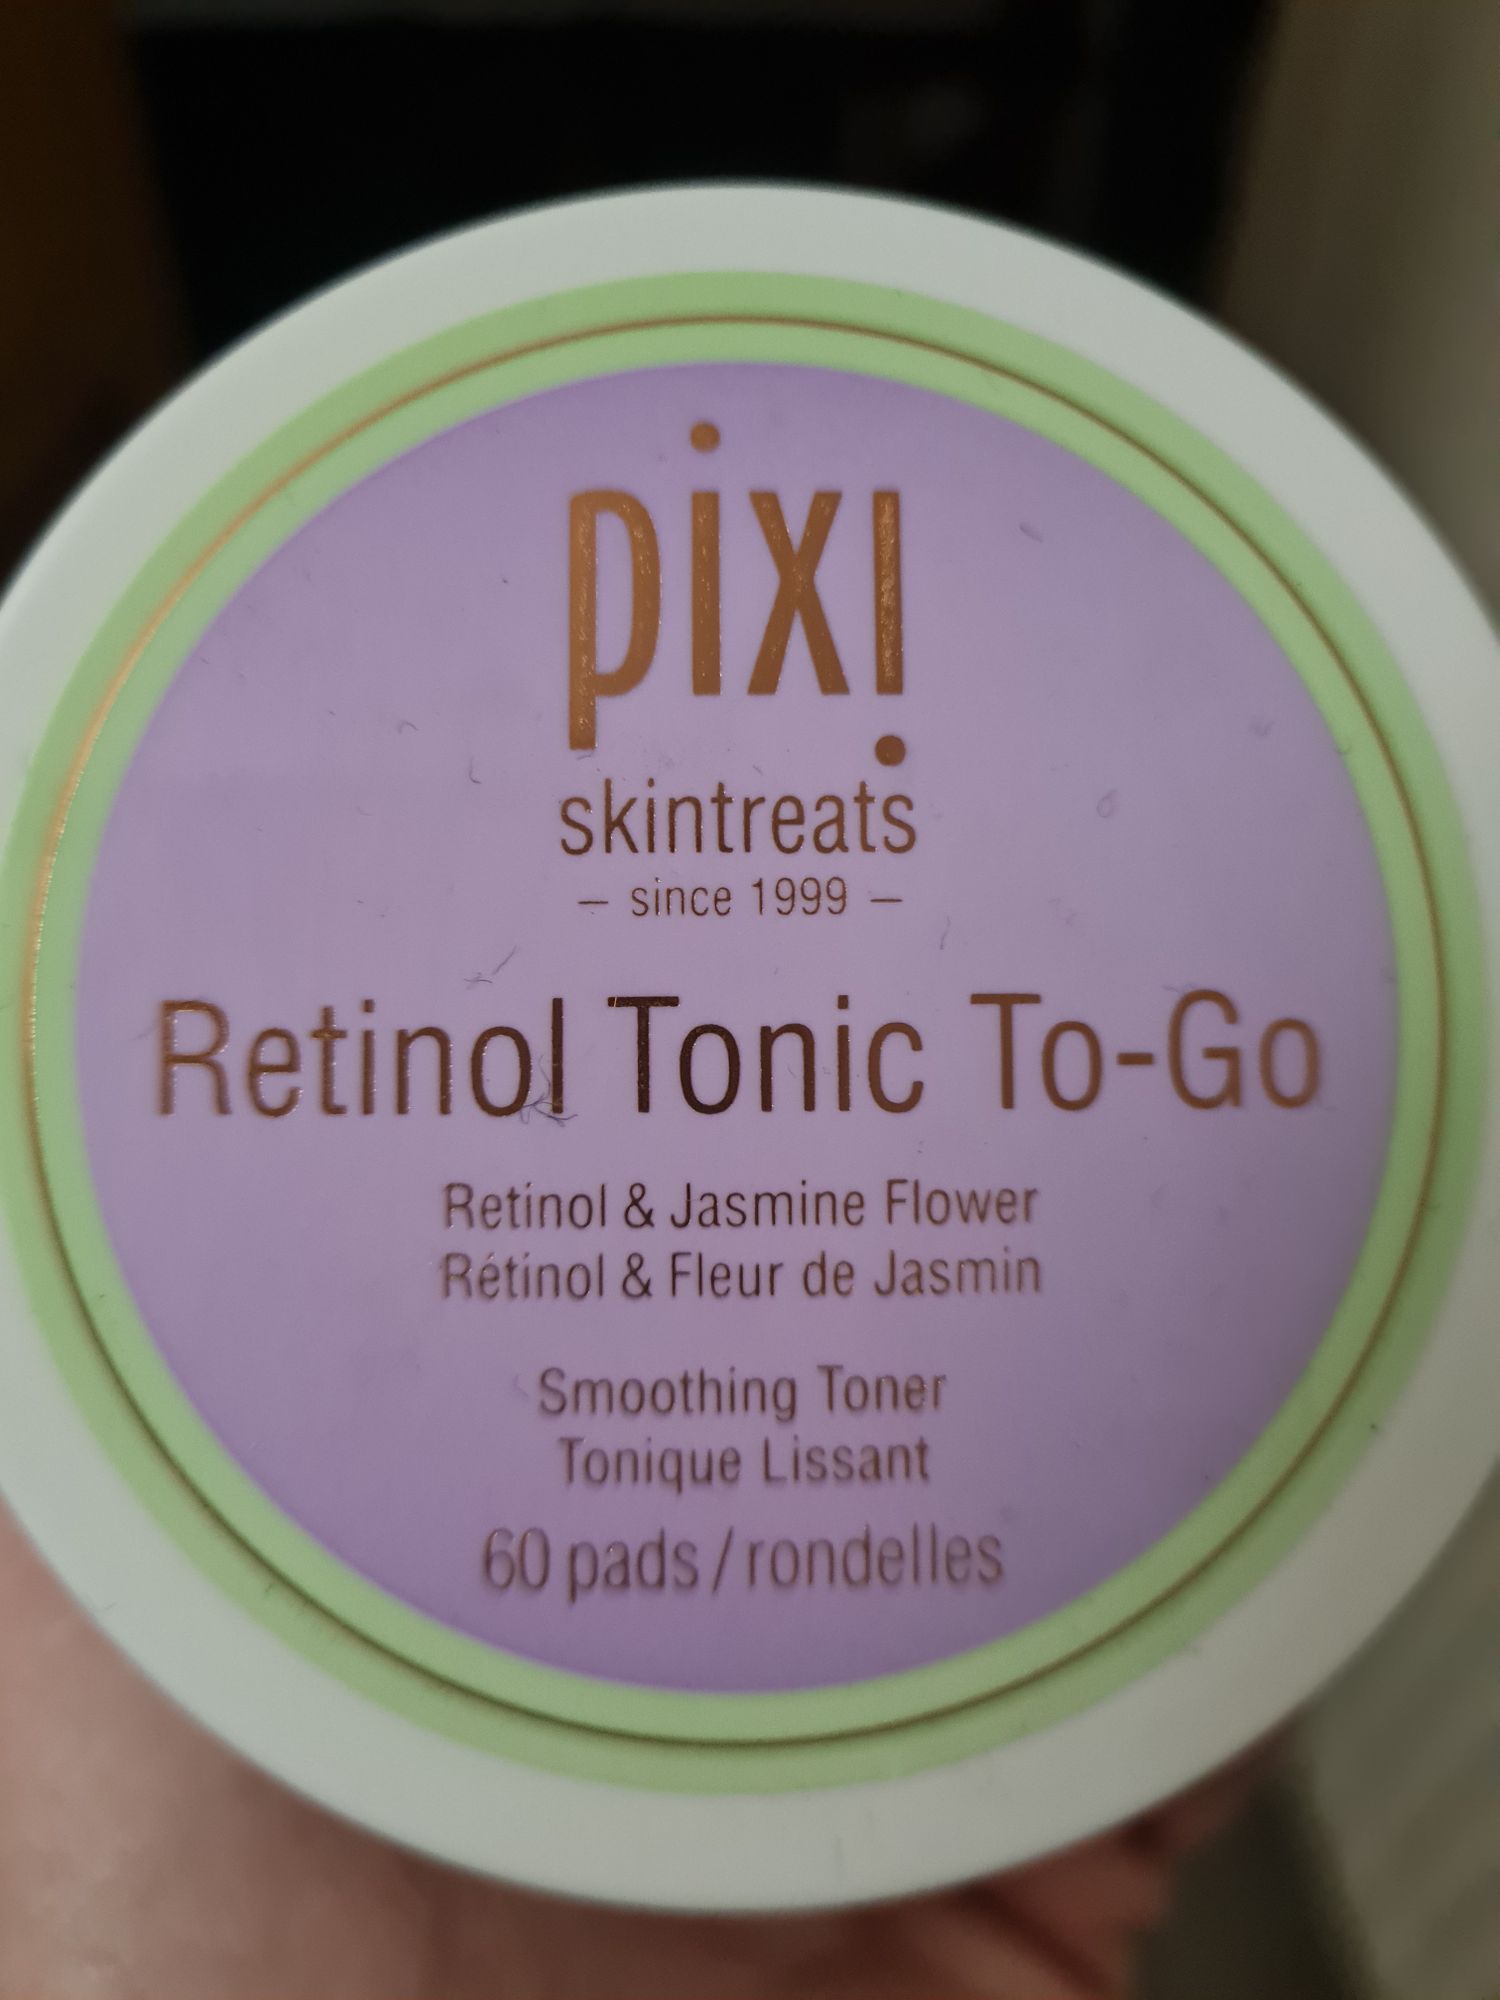 pixi
skintreats
– since 1999 –
Retinol Tonic To-Go
Retinol & Jasmine Flower
Rétinol & Fleur de Jasmin
Smoothing Toner
Tonique Lissant
60 pads / rondelles